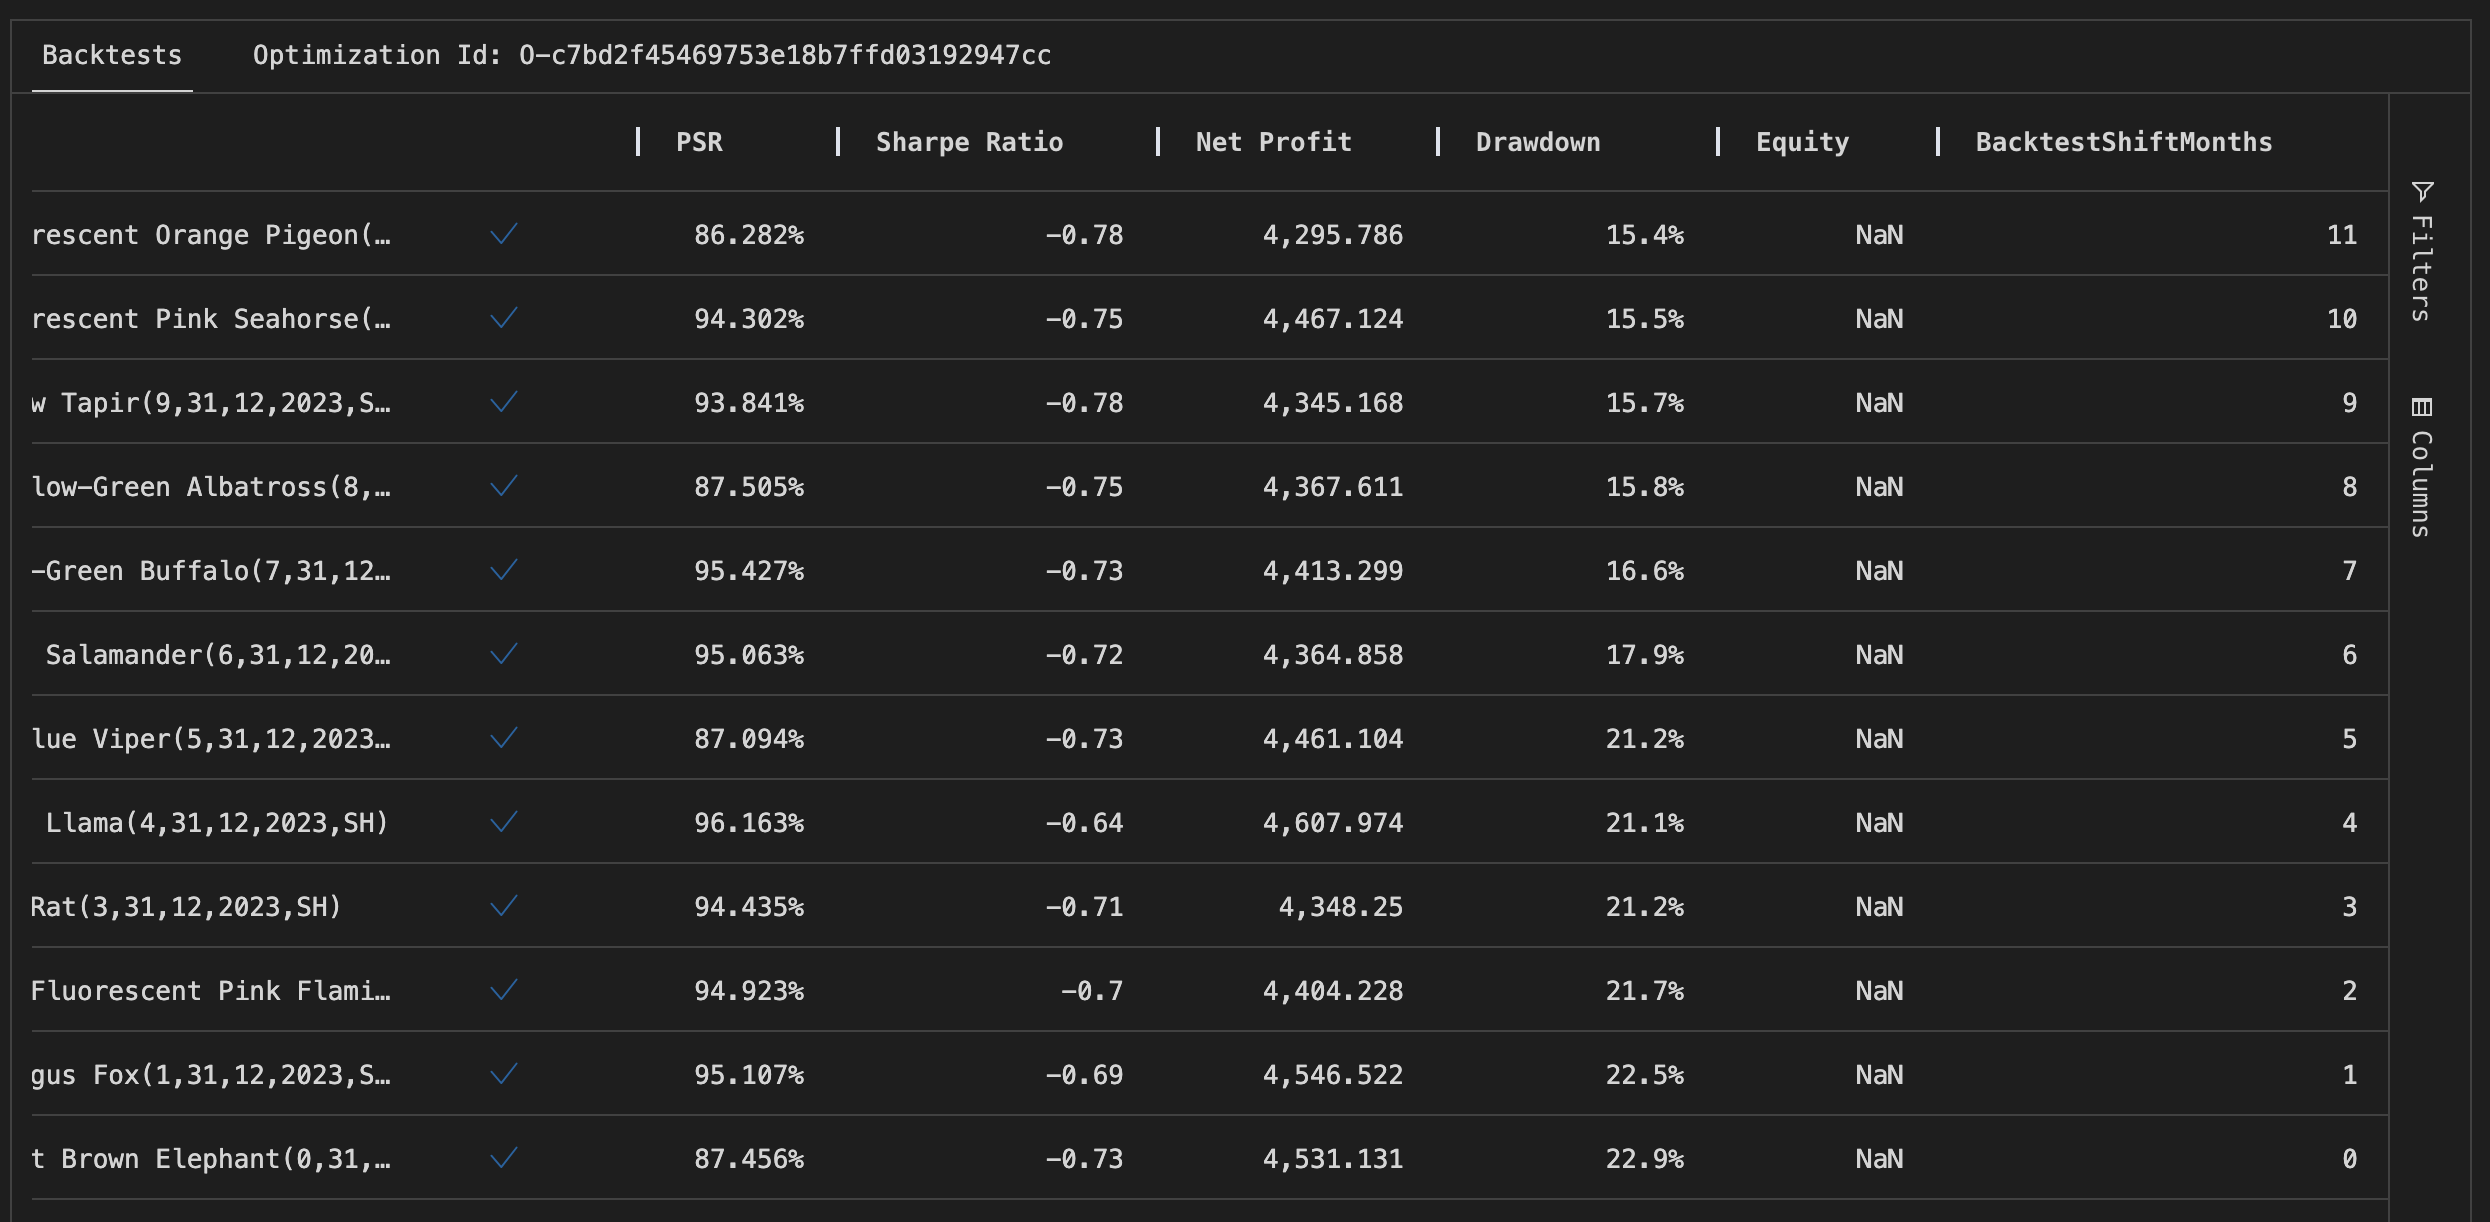 Backtests Optimization Id: O-c7bd2f45469753e18b7ffd03192947cc
PSR Sharpe Ratio Net Profit Drawdown Equity BacktestShiftMonths
rescent Orange Pigeon(… 86.282% -0.78 4,295.786 15.4% NaN 11
rescent Pink Seahorse(… 94.302% -0.75 4,467.124 15.5% NaN 10
w Tapir(9,31,12,2023,S… 93.841% -0.78 4,345.168 15.7% NaN 9
low-Green Albatross(8,… 87.505% -0.75 4,367.611 15.8% NaN 8
-Green Buffalo(7,31,12… 95.427% -0.73 4,413.299 16.6% NaN 7
Salamander(6,31,12,20… 95.063% -0.72 4,364.858 17.9% NaN 6
lue Viper(5,31,12,2023… 87.094% -0.73 4,461.104 21.2% NaN 5
Llama(4,31,12,2023,SH) 96.163% -0.64 4,607.974 21.1% NaN 4
Rat(3,31,12,2023,SH) 94.435% -0.71 4,348.25 21.2% NaN 3
Fluorescent Pink Flami… 94.923% -0.7 4,404.228 21.7% NaN 2
gus Fox(1,31,12,2023,S… 95.107% -0.69 4,546.522 22.5% NaN 1
t Brown Elephant(0,31,… 87.456% -0.73 4,531.131 22.9% NaN 0
Filters
Columns